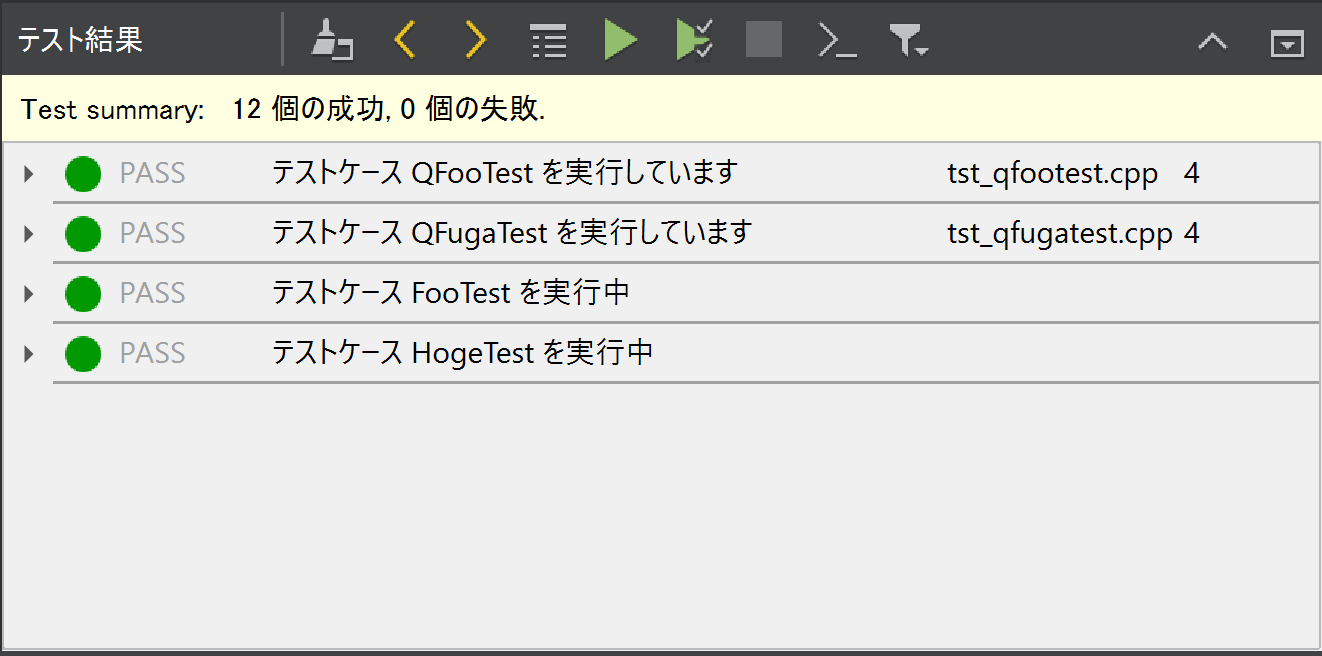 テスト結果
Test summary: 12 個の成功, 0 個の失敗.
PASS テストケース QFooTest を実行しています tst_qfootest.cpp 4
PASS テストケース QFugaTest を実行しています tst_qfugatest.cpp 4
PASS テストケース FooTest を実行中
PASS テストケース HogeTest を実行中